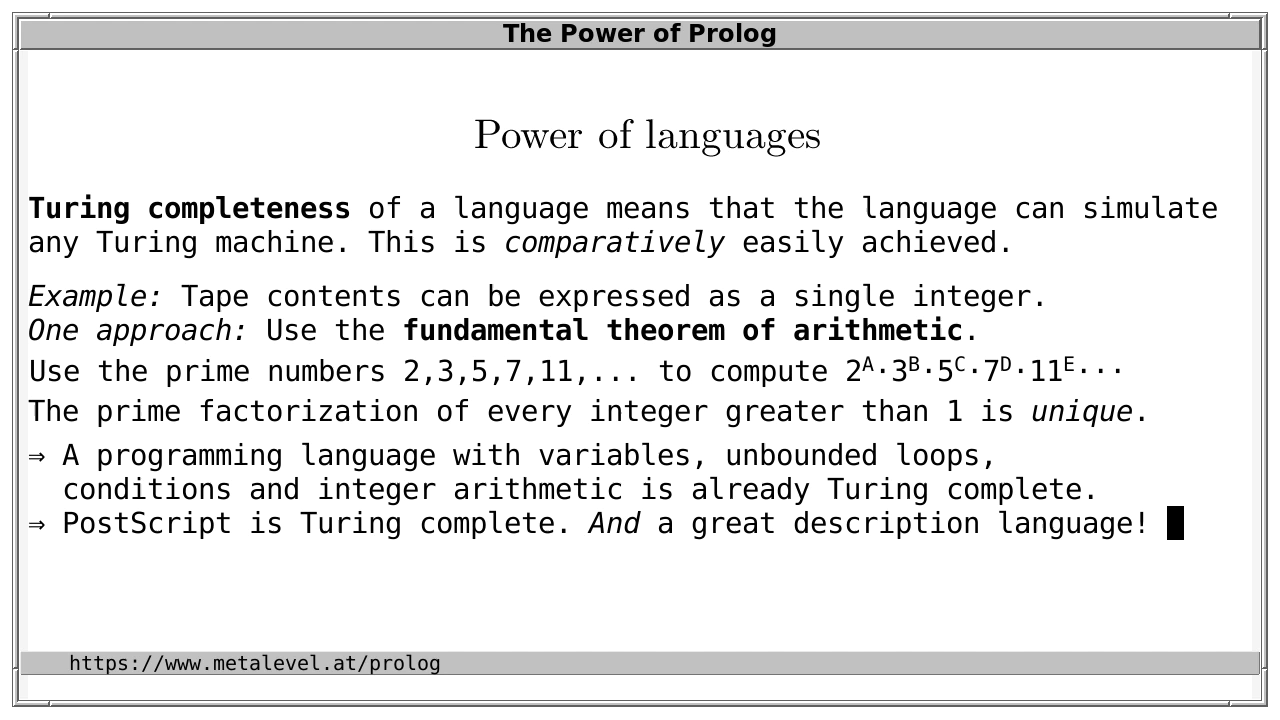 The Power of Prolog
Power of languages
Turing completeness of a language means that the language can simulate
any Turing machine. This is comparatively easily achieved.
Example: Tape contents can be expressed as a single integer.
One approach: Use the fundamental theorem of arithmetic.
Use the prime numbers 2,3,5,7,11,... to compute 2ᴬ·3ᴮ·5ꟲ·7ᴰ·11ᴱ···
The prime factorization of every integer greater than 1 is unique.
⇒ A programming language with variables, unbounded loops,
conditions and integer arithmetic is already Turing complete.
⇒ PostScript is Turing complete. And a great description language!
https://www.metalevel.at/prolog